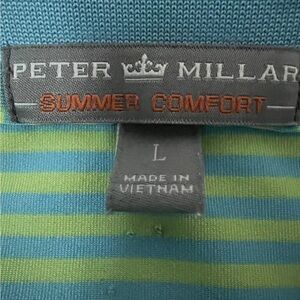 PETER MILLAR
SUMMER COMFORT
L
MADE IN
VIETNAM